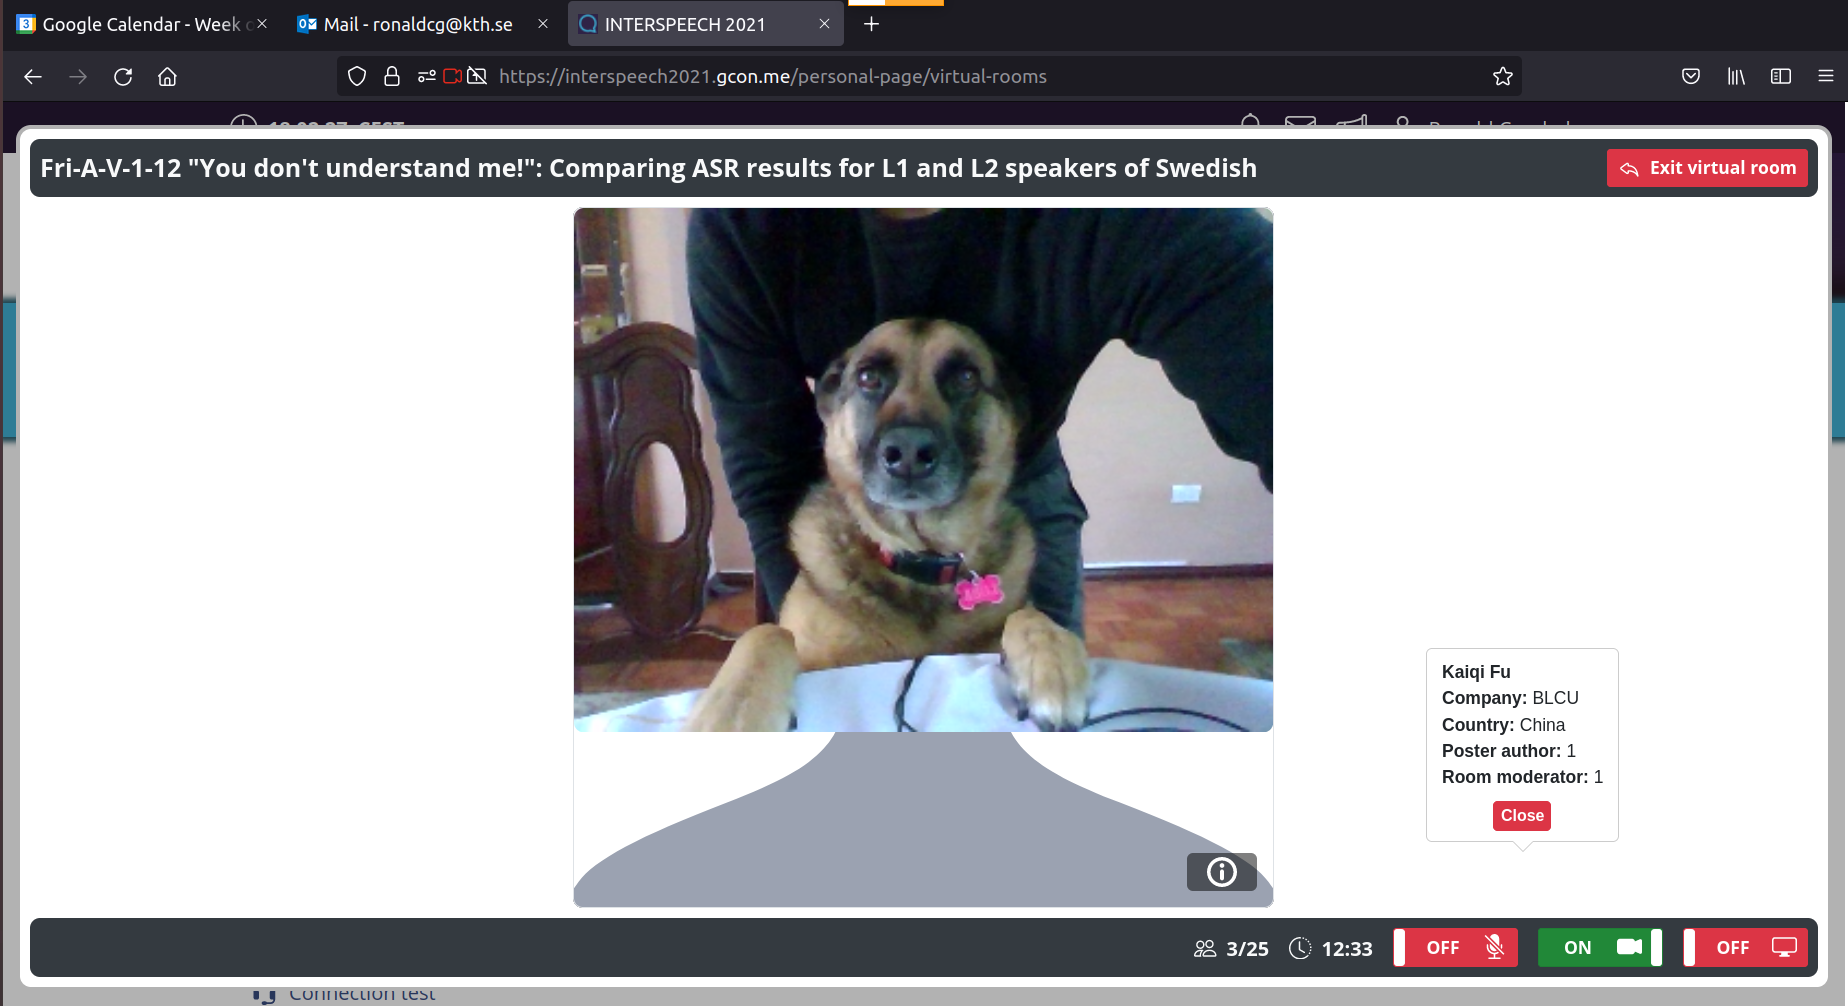 Google Calendar - Week
Mail - ronaldcg@kth.se
INTERSPEECH 2021
https://interspeech2021.gcon.me/personal-page/virtual-rooms
Fri-A-V-1-12 "You don't understand me!": Comparing ASR results for L1 and L2 speakers of Swedish
Exit virtual room
Kaiqi Fu
Company: BLCU
Country: China
Poster author: 1
Room moderator: 1
Close
3/25
12:33
OFF
ON
OFF
Connection test